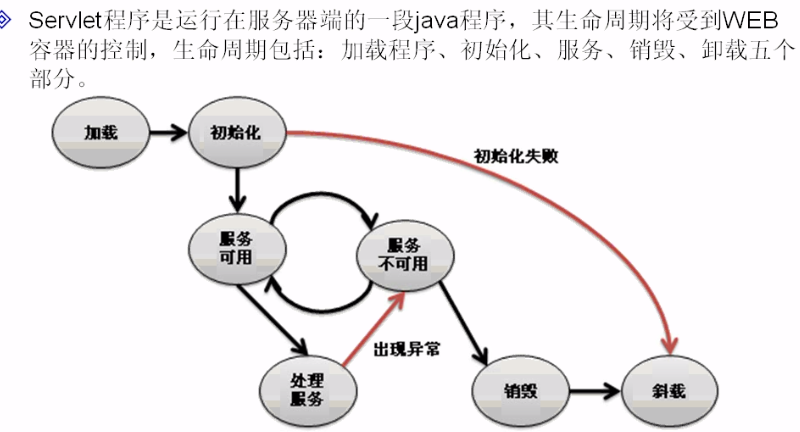 Servlet程序是运行在服务器端的一段java程序，其生命周期将受到WEB
容器的控制，生命周期包括：加载程序、初始化、服务、销毁、卸载五个
部分。
加载
初始化
初始化失败
服务
可用
服务
不可用
出现异常
处理
服务
销毁
斜载